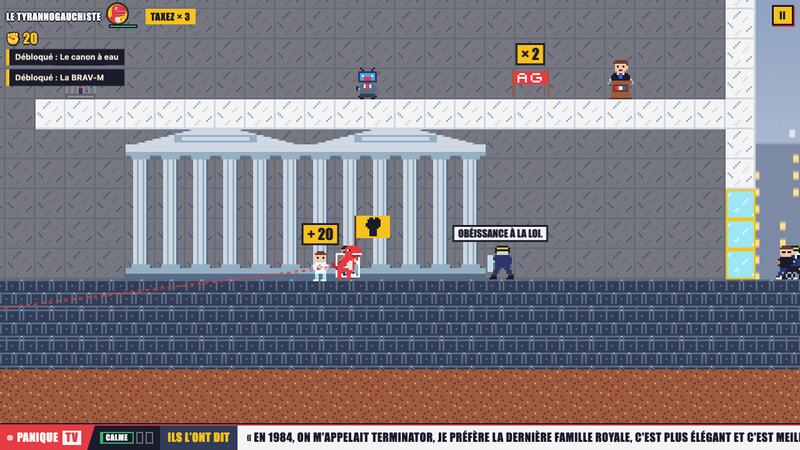 LE TYRANNOGAUCHISTE
TAXEZ × 3
20
Débloqué : Le canon à eau
Débloqué : La BRAV-M
× 2
AG
+ 20
OBÉISSANCE À LA LOI.
PANIQUE TV
CALME
ILS L'ONT DIT
« EN 1984, ON M'APPELAIT TERMINATOR, JE PRÉFÈRE LA DERNIÈRE FAMILLE ROYALE, C'EST PLUS ÉLÉGANT ET C'EST MEIL